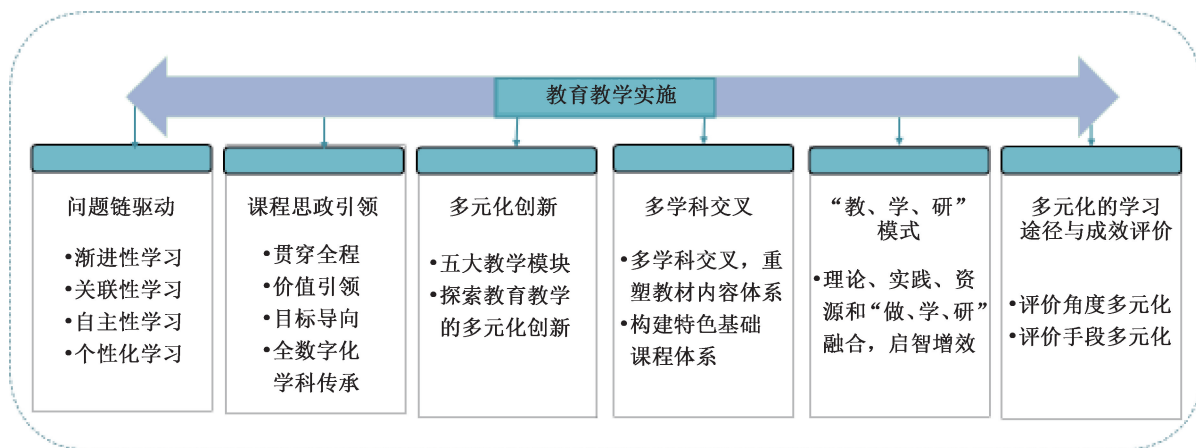 教育教学实施
问题链驱动
•渐进性学习
•关联性学习
•自主性学习
•个性化学习
课程思政引领
•贯穿全程
•价值引领
•目标导向
•全数字化
学科传承
多元化创新
•五大教学模块
•探索教育教学
的多元化创新
多学科交叉
•多学科交叉，重
塑教材内容体系
•构建特色基础
课程体系
“教、学、研”
模式
•理论、实践、资
源和“做、学、研”
融合，启智增效
多元化的学习
途径与成效评价
•评价角度多元化
•评价手段多元化